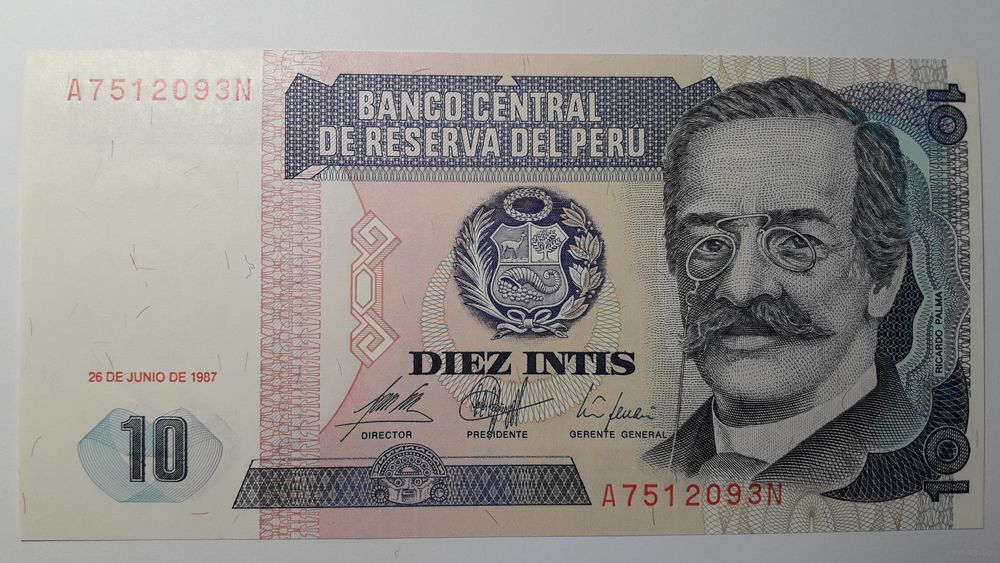 A7512093N
BANCO CENTRAL
DE RESERVA DEL PERÚ
10
DIEZ INTIS
RICARDO PALMA
26 DE JUNIO DE 1987
DIRECTOR
PRESIDENTE
GERENTE GENERAL
10
10
A7512093N